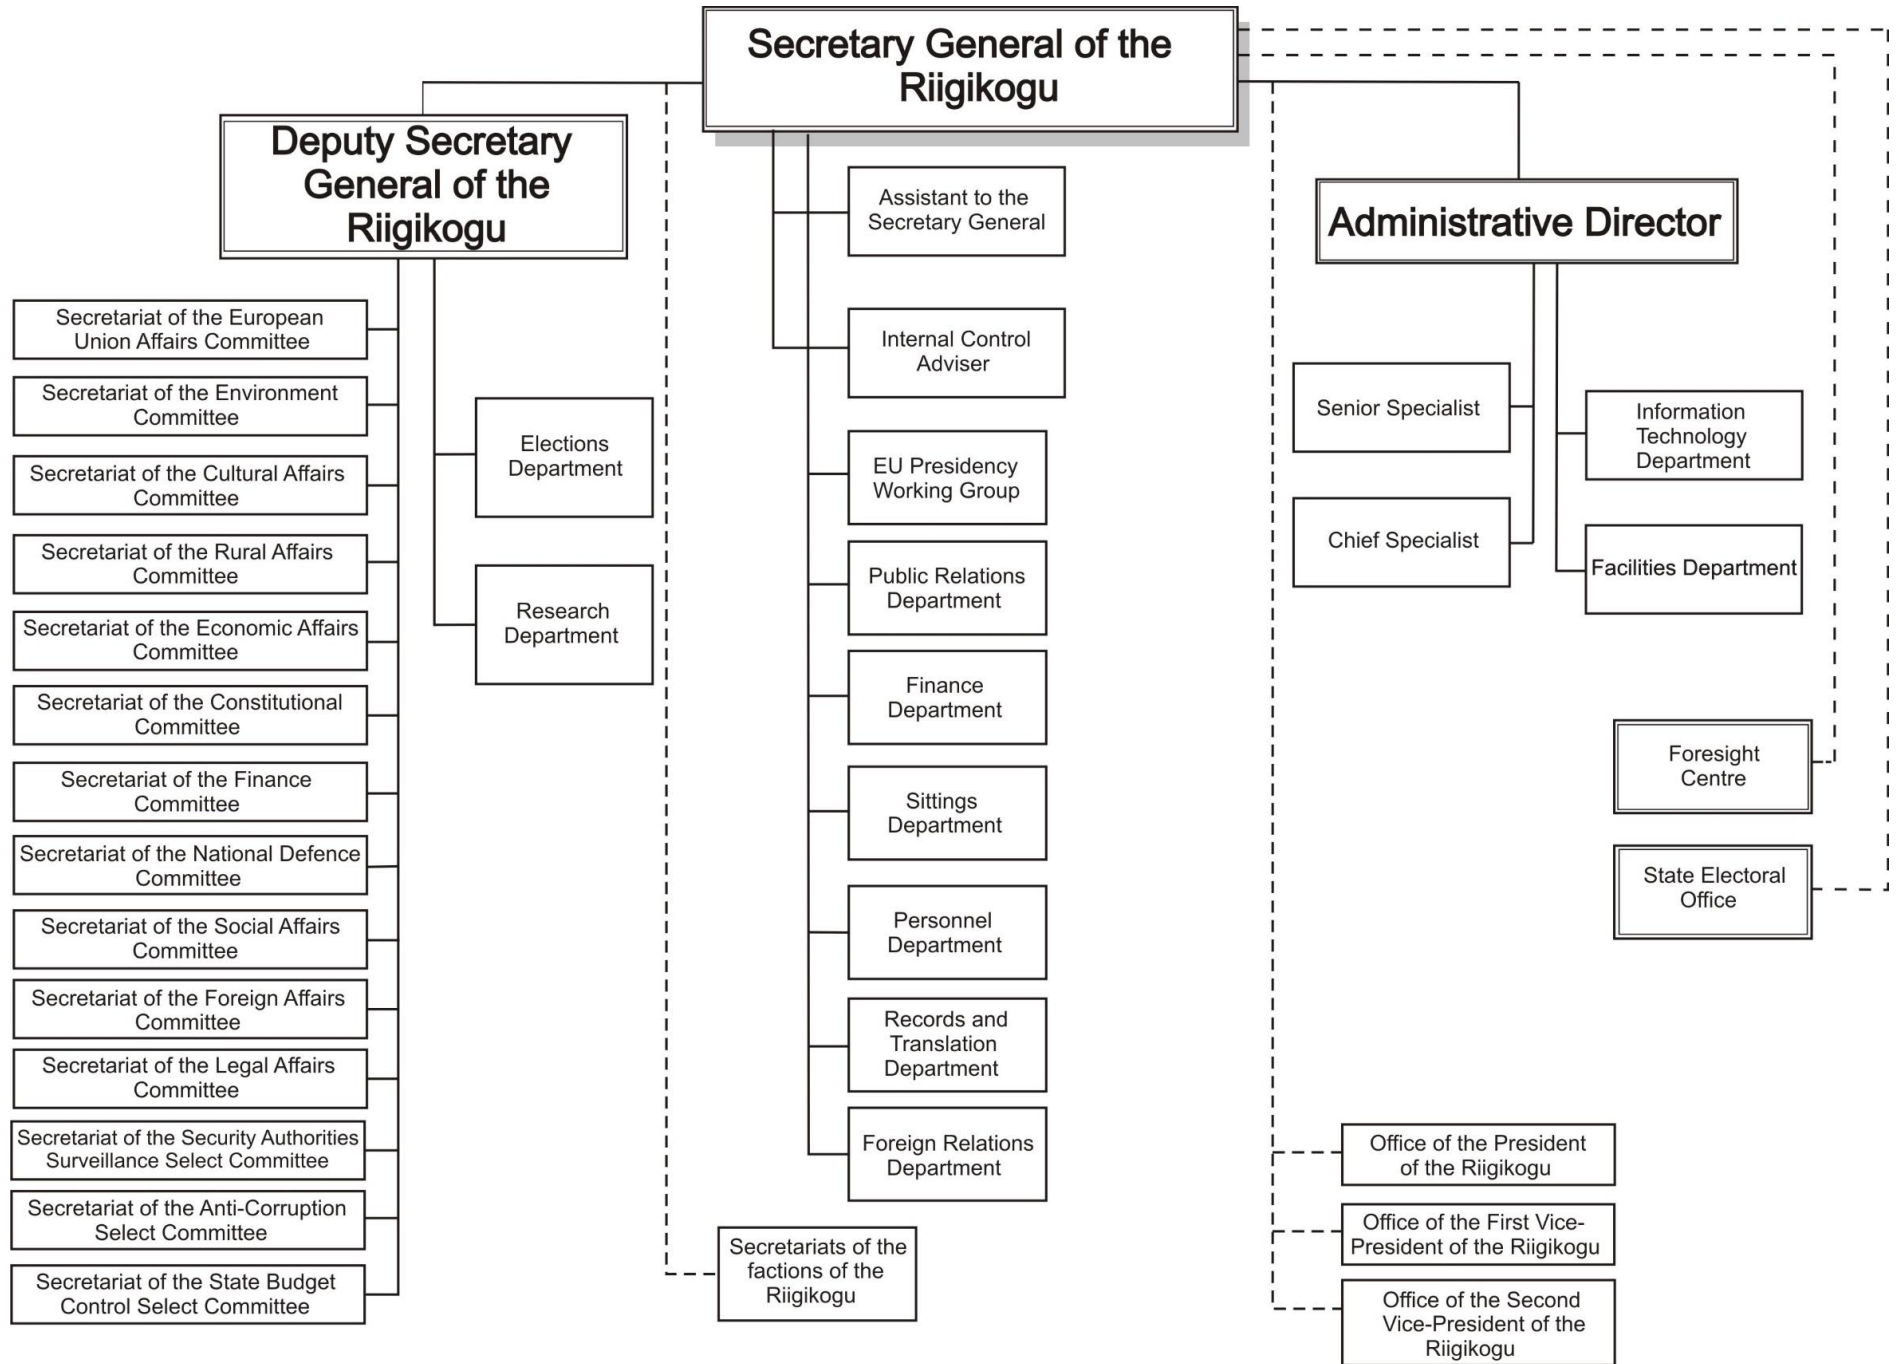 Secretary General of the
Riigikogu
Deputy Secretary
General of the
Riigikogu
Administrative Director
Secretariat of the European
Union Affairs Committee
Secretariat of the Environment
Committee
Secretariat of the Cultural Affairs
Committee
Secretariat of the Rural Affairs
Committee
Secretariat of the Economic Affairs
Committee
Secretariat of the Constitutional
Committee
Secretariat of the Finance
Committee
Secretariat of the National Defence
Committee
Secretariat of the Social Affairs
Committee
Secretariat of the Foreign Affairs
Committee
Secretariat of the Legal Affairs
Committee
Secretariat of the Security Authorities
Surveillance Select Committee
Secretariat of the Anti-Corruption
Select Committee
Secretariat of the State Budget
Control Select Committee
Elections
Department
Research
Department
Assistant to the
Secretary General
Internal Control
Adviser
EU Presidency
Working Group
Public Relations
Department
Finance
Department
Sittings
Department
Personnel
Department
Records and
Translation
Department
Foreign Relations
Department
Secretariats of the
factions of the
Riigikogu
Senior Specialist
Chief Specialist
Information
Technology
Department
Facilities Department
Foresight
Centre
State Electoral
Office
Office of the President
of the Riigikogu
Office of the First Vice-
President of the Riigikogu
Office of the Second
Vice-President of the
Riigikogu